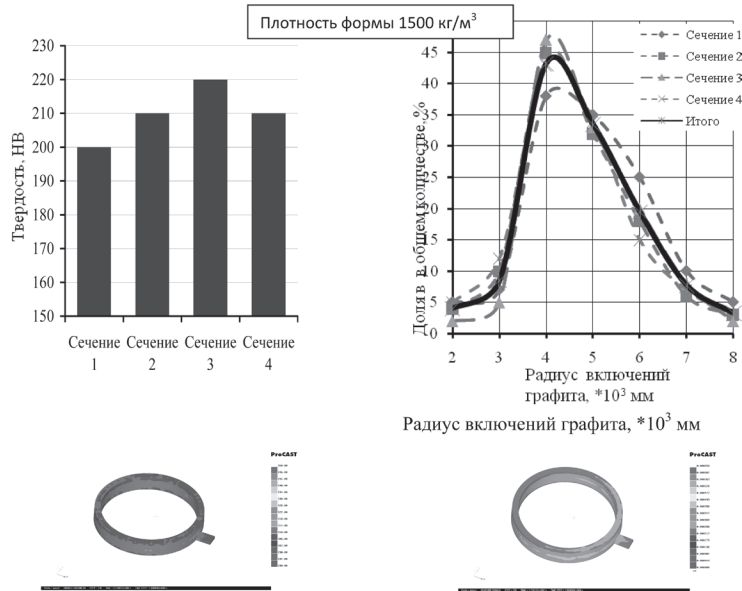 Плотность формы 1500 кг/м³
Твердость, НВ
230
220
210
200
190
180
170
160
150
Сечение 1
Сечение 2
Сечение 3
Сечение 4
Доля в в общем количестве, %
45
40
35
30
25
20
15
10
5
0
2 3 4 5 6 7 8
Сечение 1
Сечение 2
Сечение 3
Сечение 4
Итого
Радиус включений
графита, *10³ мм
Радиус включений графита, *10³ мм
ProCAST
ProCAST